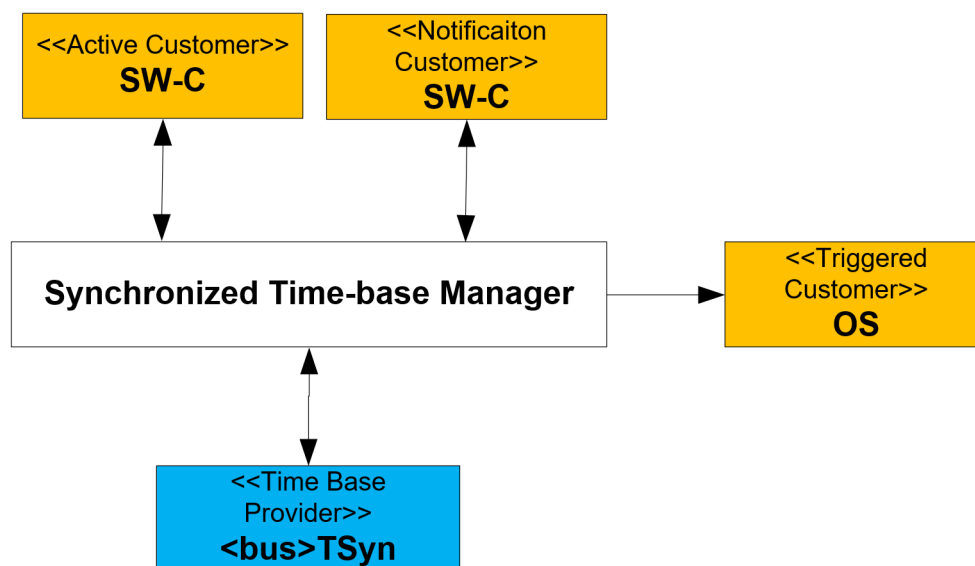 <<Active Customer>>
SW-C
<<Notificaiton
Customer>>
SW-C
Synchronized Time-base Manager
<<Triggered
Customer>>
OS
<<Time Base
Provider>>
<bus>TSyn